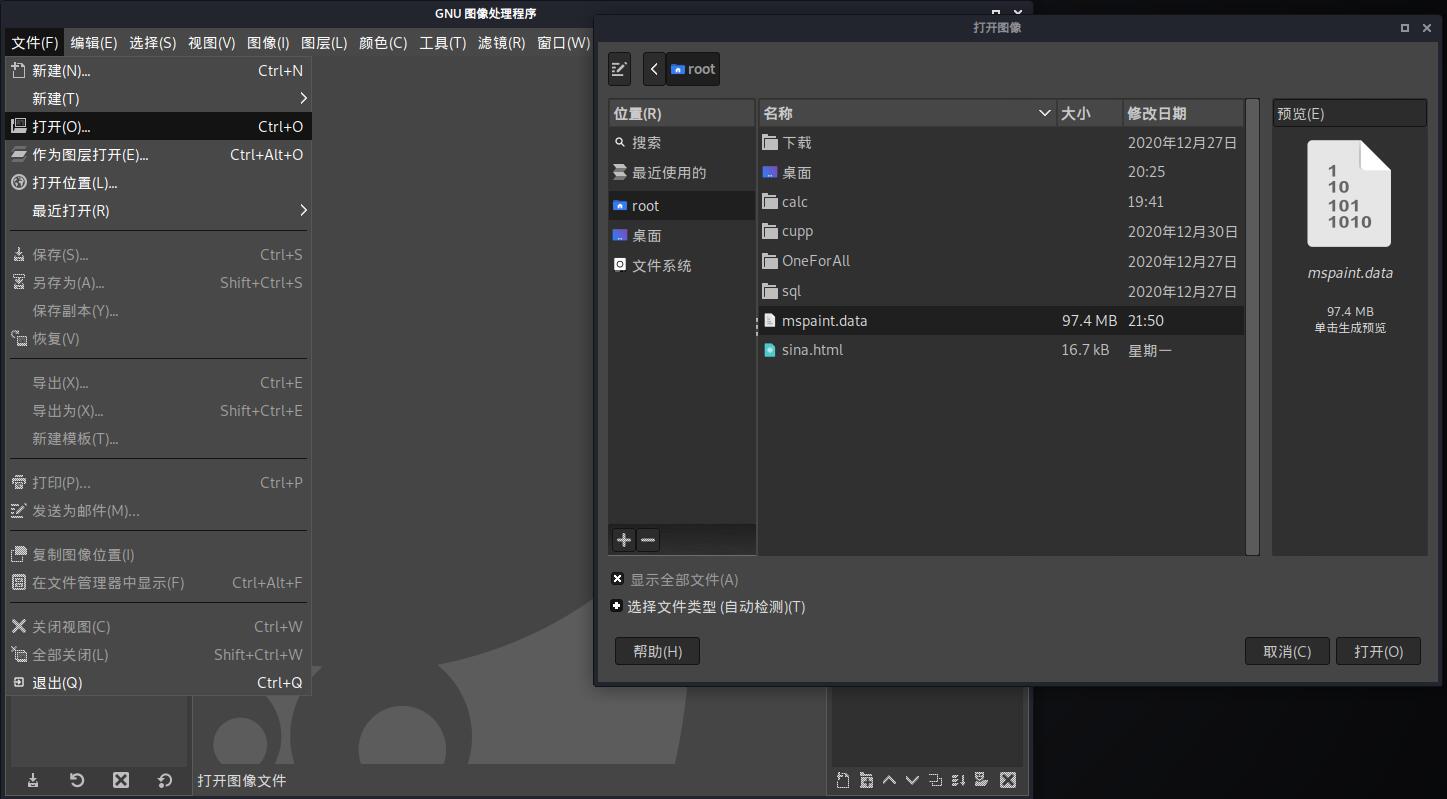 GNU 图像处理程序
文件(F) 编辑(E) 选择(S) 视图(V) 图像(I) 图层(L) 颜色(C) 工具(T) 滤镜(R) 窗口(W)
新建(N)... Ctrl+N
新建(T)
打开(O)... Ctrl+O
作为图层打开(E)... Ctrl+Alt+O
打开位置(L)...
最近打开(R)
保存(S)... Ctrl+S
另存为(A)... Shift+Ctrl+S
保存副本(Y)...
恢复(V)
导出(X)... Ctrl+E
导出为(X)... Shift+Ctrl+E
新建模板(T)...
打印(P)... Ctrl+P
发送为邮件(M)...
复制图像位置(I)
在文件管理器中显示(F) Ctrl+Alt+F
关闭视图(C) Ctrl+W
全部关闭(L) Shift+Ctrl+W
退出(Q) Ctrl+Q
打开图像文件
打开图像
root
位置(R)
搜索
最近使用的
root
桌面
文件系统
名称 大小 修改日期
下载 2020年12月27日
桌面 20:25
calc 19:41
cupp 2020年12月30日
OneForAll 2020年12月27日
sql 2020年12月27日
mspaint.data 97.4 MB 21:50
sina.html 16.7 kB 星期一
预览(E)
1
10
101
1010
mspaint.data
97.4 MB
单击生成预览
显示全部文件(A)
选择文件类型 (自动检测)(T)
帮助(H) 取消(C) 打开(O)